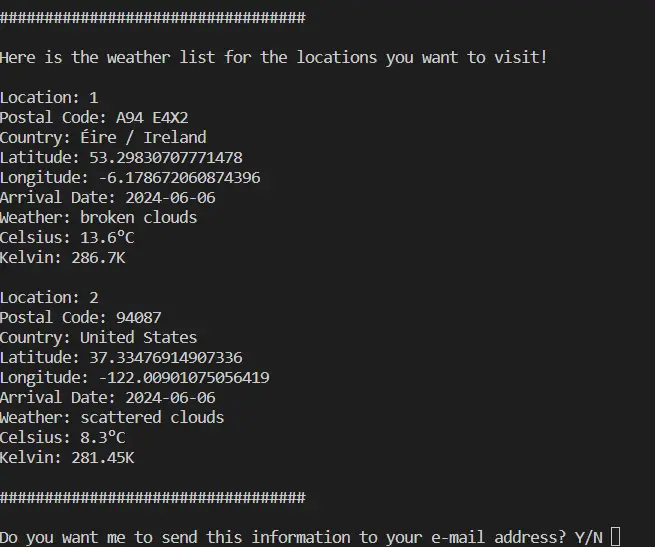 ##################################
Here is the weather list for the locations you want to visit!
Location: 1
Postal Code: A94 E4X2
Country: Éire / Ireland
Latitude: 53.29830707771478
Longitude: -6.178672060874396
Arrival Date: 2024-06-06
Weather: broken clouds
Celsius: 13.6ºC
Kelvin: 286.7K
Location: 2
Postal Code: 94087
Country: United States
Latitude: 37.33476914907336
Longitude: -122.00901075056419
Arrival Date: 2024-06-06
Weather: scattered clouds
Celsius: 8.3ºC
Kelvin: 281.45K
##################################
Do you want me to send this information to your e-mail address? Y/N